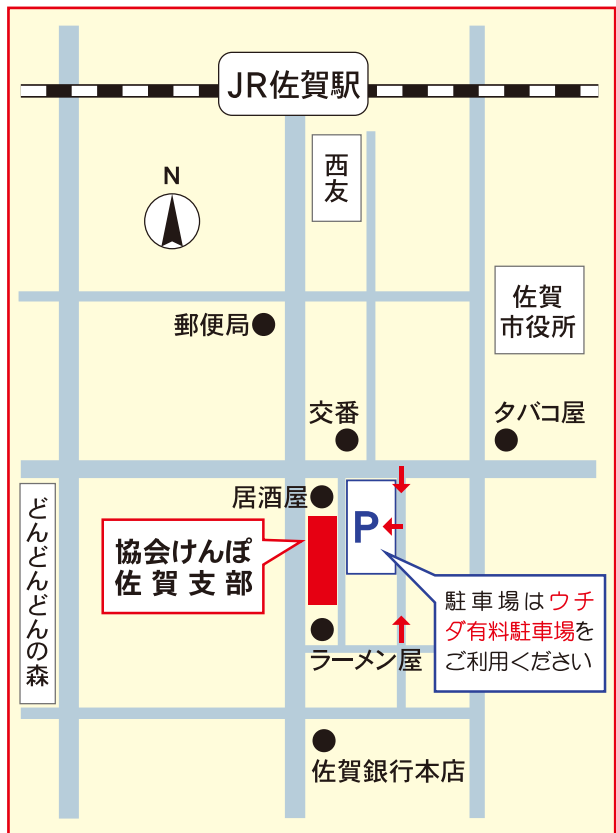 JR佐賀駅
西友
N
佐賀
市役所
郵便局
交番
タバコ屋
居酒屋
P
どんどんどんの森
協会けんぽ
佐賀支部
駐車場はウチ
ダ有料駐車場を
ご利用ください
ラーメン屋
佐賀銀行本店